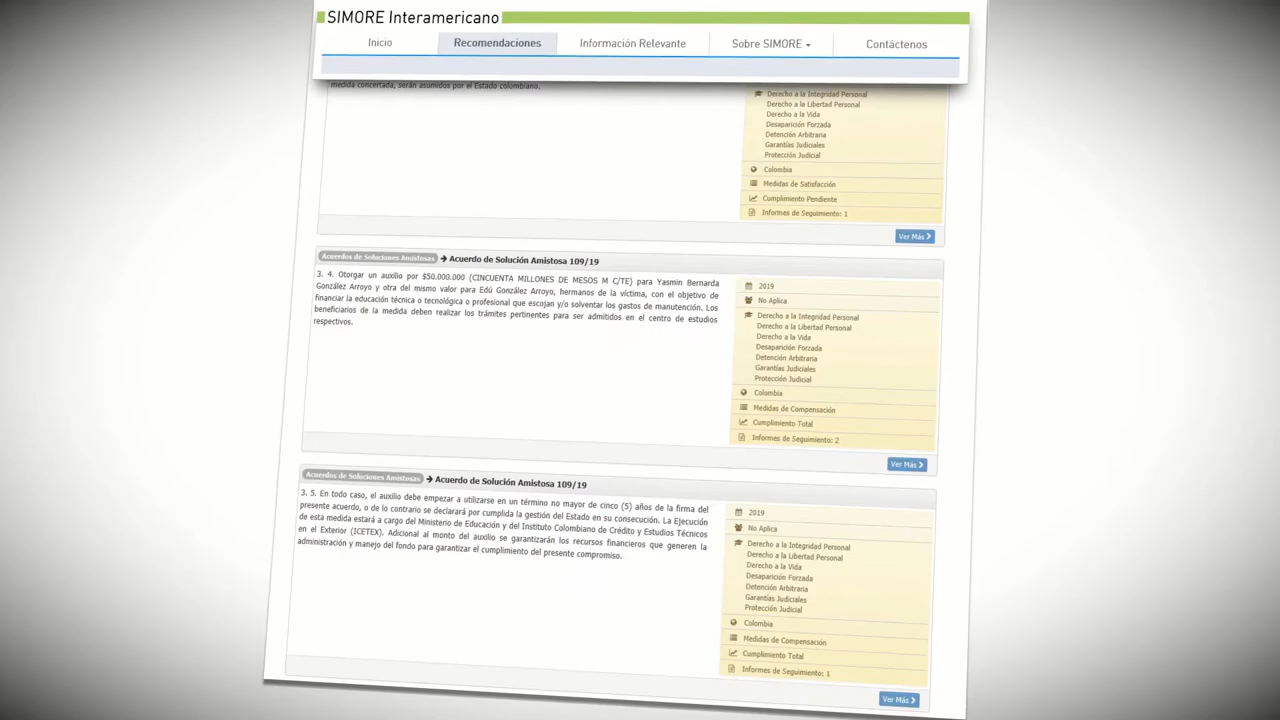 SIMORE Interamericano
Inicio
Recomendaciones
Información Relevante
Sobre SIMORE
Contáctenos
medida concertada, serán asumidos por el Estado colombiano.
Derecho a la Integridad Personal
Derecho a la Libertad Personal
Derecho a la Vida
Desaparición Forzada
Detención Arbitraria
Garantías Judiciales
Protección Judicial
Colombia
Medidas de Satisfacción
Cumplimiento Pendiente
Informes de Seguimiento: 1
Ver Más
Acuerdos de Soluciones Amistosas → Acuerdo de Solución Amistosa 109/19
3. 4. Otorgar un auxilio por $50.000.000 (CINCUENTA MILLONES DE MESOS M C/TE) para Yasmin Bernarda
González Arroyo y otra del mismo valor para Edú González Arroyo, hermanos de la víctima, con el objetivo de
financiar la educación técnica o tecnológica o profesional que escojan y/o solventar los gastos de manutención. Los
beneficiarios de la medida deben realizar los trámites pertinentes para ser admitidos en el centro de estudios
respectivos.
2019
No Aplica
Derecho a la Integridad Personal
Derecho a la Libertad Personal
Derecho a la Vida
Desaparición Forzada
Detención Arbitraria
Garantías Judiciales
Protección Judicial
Colombia
Medidas de Compensación
Cumplimiento Total
Informes de Seguimiento: 2
Ver Más
Acuerdos de Soluciones Amistosas → Acuerdo de Solución Amistosa 109/19
3. 5. En todo caso, el auxilio debe empezar a utilizarse en un término no mayor de cinco (5) años de la firma del
presente acuerdo, o de lo contrario se declarará por cumplida la gestión del Estado en su consecución. La Ejecución
de esta medida estará a cargo del Ministerio de Educación y del Instituto Colombiano de Crédito y Estudios Técnicos
en el Exterior (ICETEX). Adicional al monto del auxilio se garantizarán los recursos financieros que generen la
administración y manejo del fondo para garantizar el cumplimiento del presente compromiso.
2019
No Aplica
Derecho a la Integridad Personal
Derecho a la Libertad Personal
Derecho a la Vida
Desaparición Forzada
Detención Arbitraria
Garantías Judiciales
Protección Judicial
Colombia
Medidas de Compensación
Cumplimiento Total
Informes de Seguimiento: 1
Ver Más